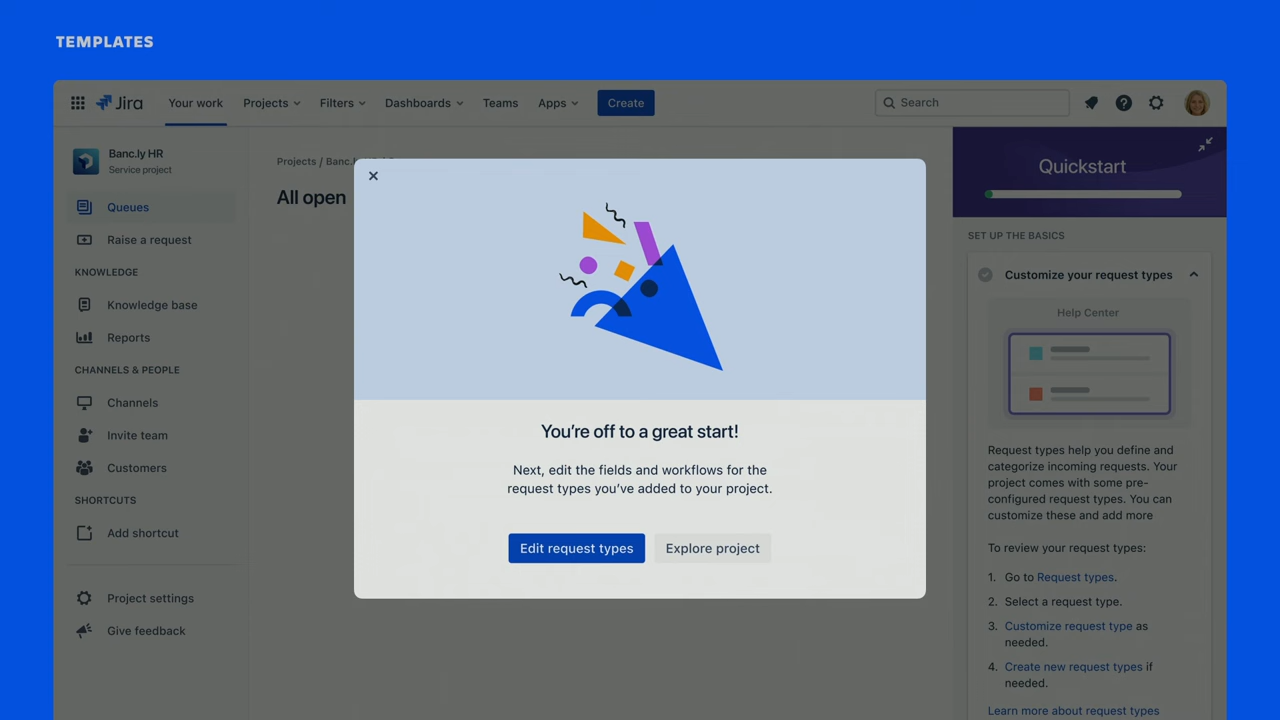 TEMPLATES
Jira
Your work
Projects
Filters
Dashboards
Teams
Apps
Create
Search
Banc.ly HR
Service project
Queues
Raise a request
KNOWLEDGE
Knowledge base
Reports
CHANNELS & PEOPLE
Channels
Invite team
Customers
SHORTCUTS
Add shortcut
Project settings
Give feedback
Projects / Banc.
All open
You're off to a great start!
Next, edit the fields and workflows for the
request types you've added to your project.
Edit request types
Explore project
Quickstart
SET UP THE BASICS
Customize your request types
Help Center
Request types help you define and
categorize incoming requests. Your
project comes with some pre-
configured request types. You can
customize these and add more
To review your request types:
1. Go to Request types.
2. Select a request type.
3. Customize request type as
needed.
4. Create new request types if
needed.
Learn more about request types